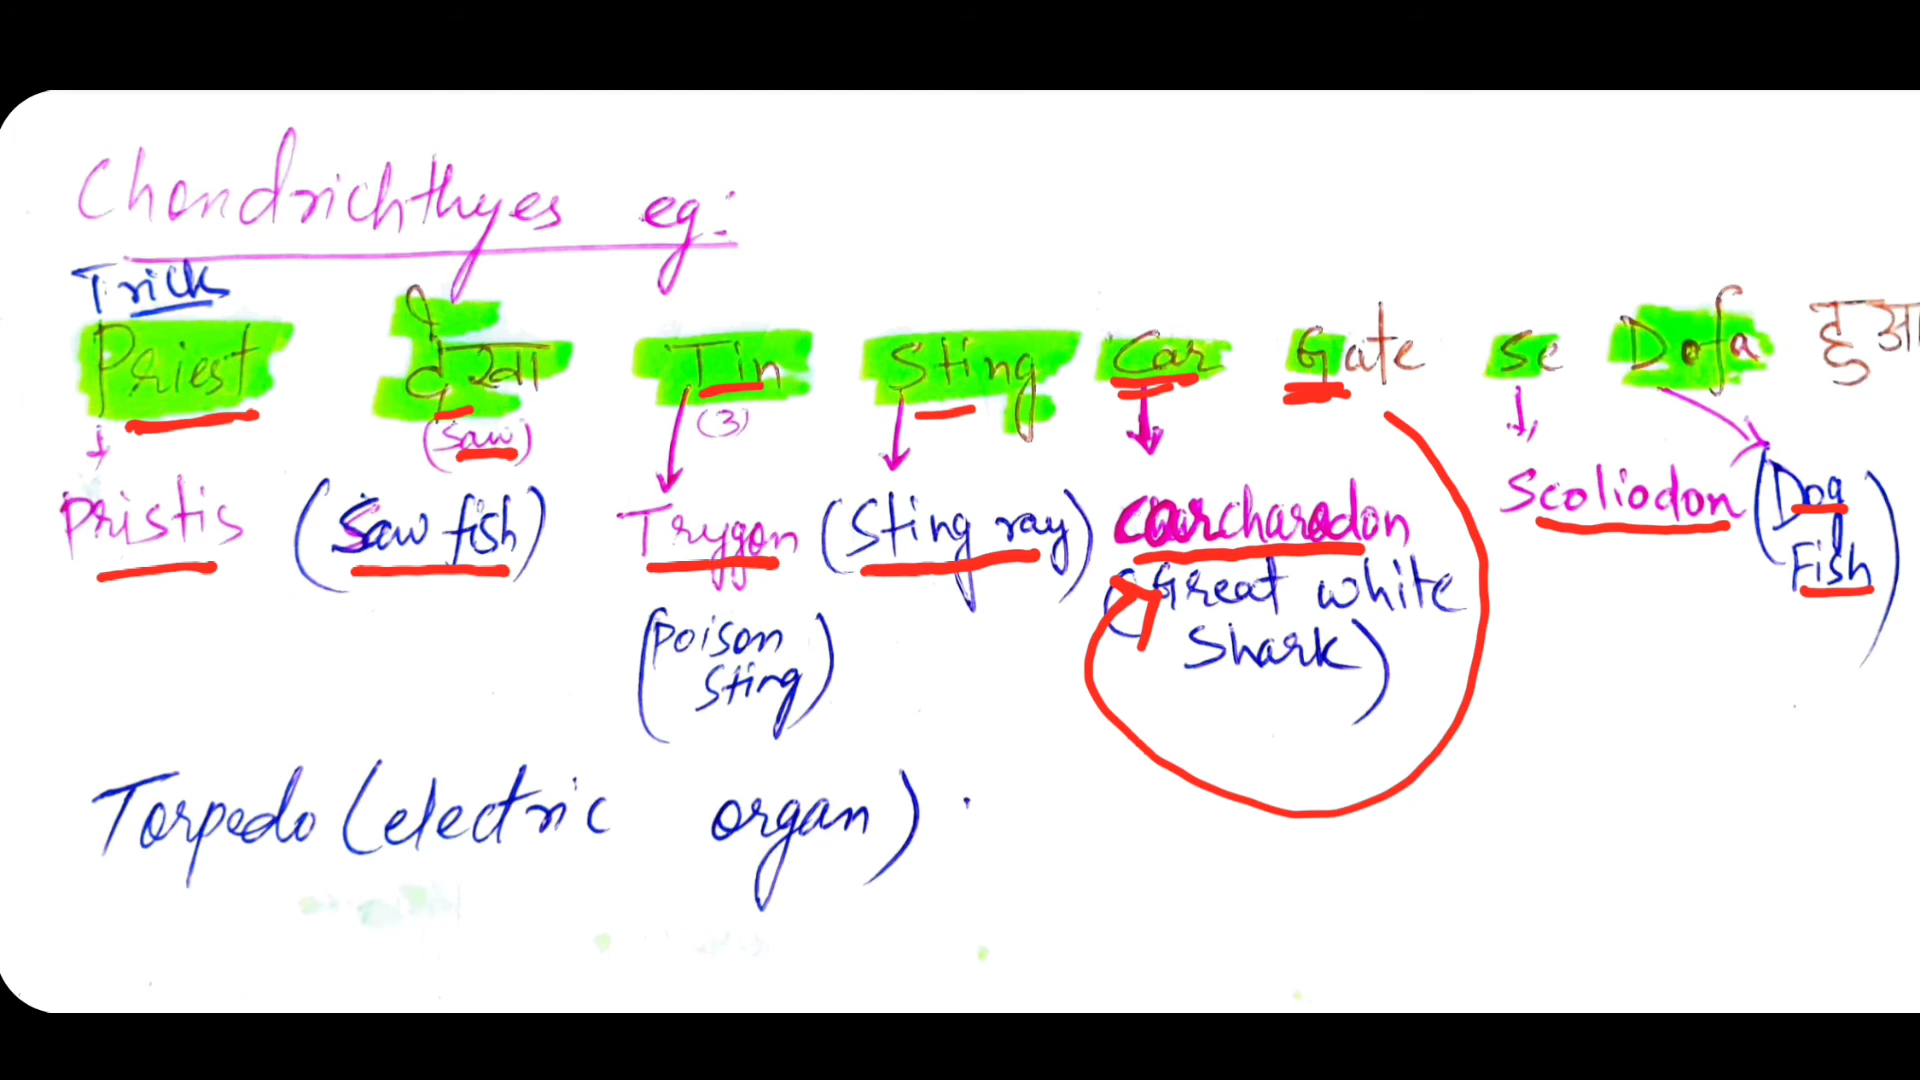 Chondrichthyes eg:
Trick
Priest देखा Tin Sting Car Gate se Dofa हुआ
(saw) (3)
Pristis (Saw fish) Trygon (Sting ray) Carcharodon Scoliodon (Dog Fish)
(Poison Sting) (Great white Shark)
Torpedo (electric organ).